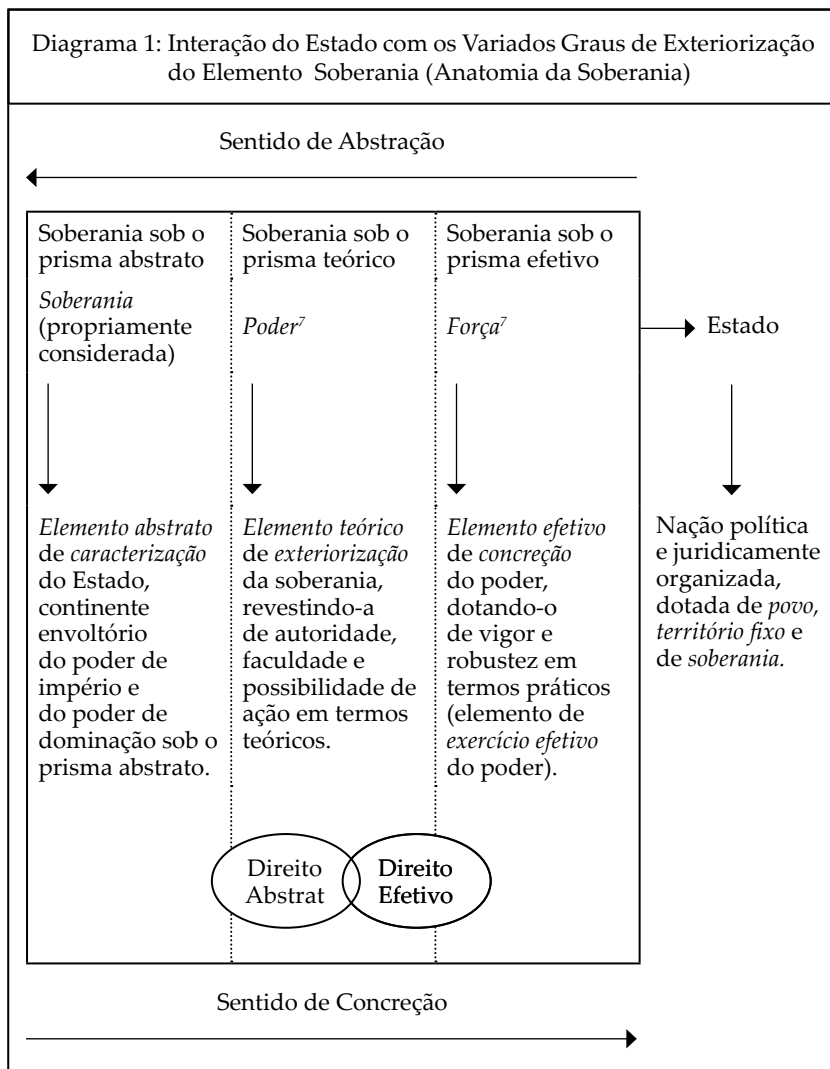 Diagrama 1: Interação do Estado com os Variados Graus de Exteriorização
do Elemento Soberania (Anatomia da Soberania)
Sentido de Abstração
Soberania sob o
prisma abstrato
Soberania
(propriamente
considerada)
Elemento abstrato
de caracterização
do Estado,
continente
envoltório
do poder de
império e
do poder de
dominação sob o
prisma abstrato.
Soberania sob o
prisma teórico
Poder⁷
Elemento teórico
de exteriorização
da soberania,
revestindo-a
de autoridade,
faculdade e
possibilidade de
ação em termos
teóricos.
Soberania sob o
prisma efetivo
Força⁷
Elemento efetivo
de concreção
do poder,
dotando-o
de vigor e
robustez em
termos práticos
(elemento de
exercício efetivo
do poder).
Estado
Nação política
e juridicamente
organizada,
dotada de povo,
território fixo e
de soberania.
Direito
Abstrat
Direito
Efetivo
Sentido de Concreção